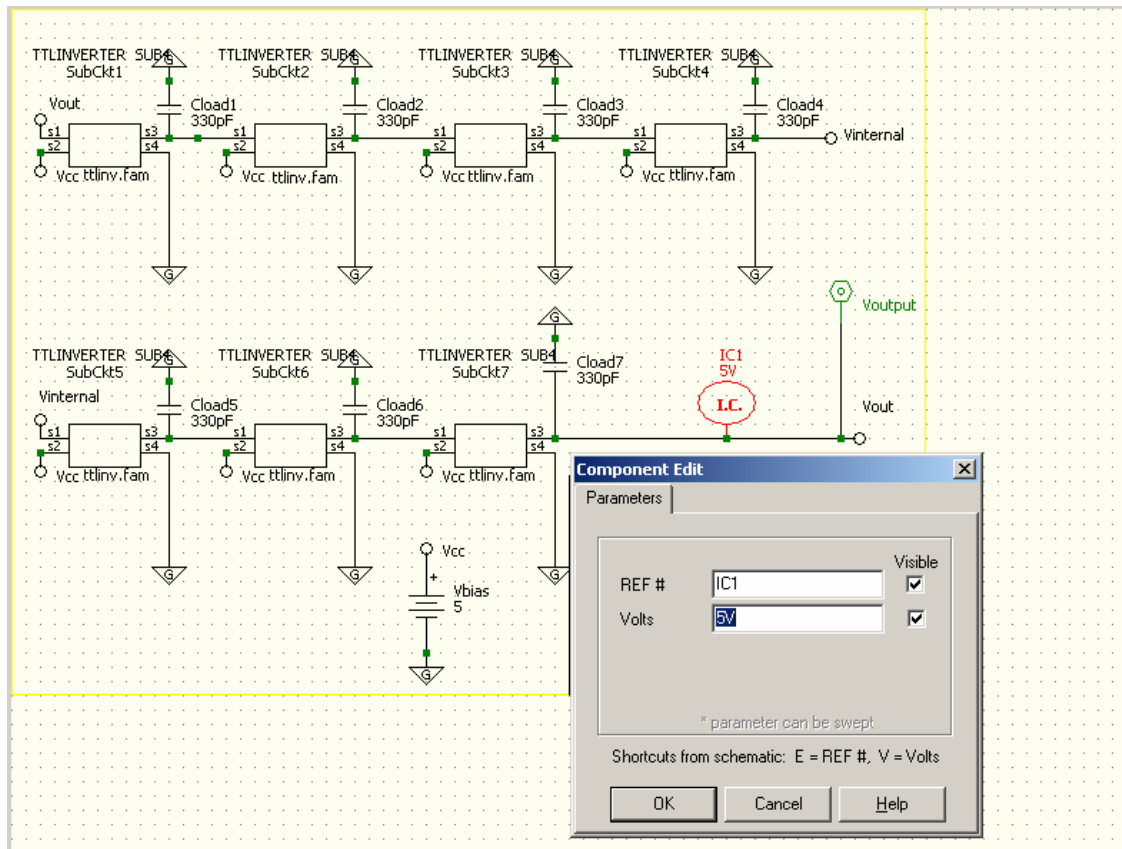 TTLINVERTER SUB4
SubCkt1
G
TTLINVERTER SUB4
SubCkt2
G
TTLINVERTER SUB4
SubCkt3
G
TTLINVERTER SUB4
SubCkt4
G
Vout
Cload1
330pF
Cload2
330pF
Cload3
330pF
Cload4
330pF
s1 s3
s2 s4
s1 s3
s2 s4
s1 s3
s2 s4
s1 s3
s2 s4
Vinternal
Vcc ttlinv.fam
Vcc ttlinv.fam
Vcc ttlinv.fam
Vcc ttlinv.fam
G
G
G
G
Voutput
G
TTLINVERTER SUB4
SubCkt5
G
TTLINVERTER SUB4
SubCkt6
G
TTLINVERTER SUB4
SubCkt7
Cload7
330pF
IC1
5V
I.C.
Vinternal
Cload5
330pF
Cload6
330pF
Vout
s1 s3
s2 s4
s1 s3
s2 s4
s1 s3
s2 s4
Vcc ttlinv.fam
Vcc ttlinv.fam
Vcc ttlinv.fam
G
G
G
Vcc
+
Vbias
5
G
Component Edit
Parameters
Visible
REF #
IC1
Volts
5V
* parameter can be swept
Shortcuts from schematic: E = REF #, V = Volts
OK
Cancel
Help